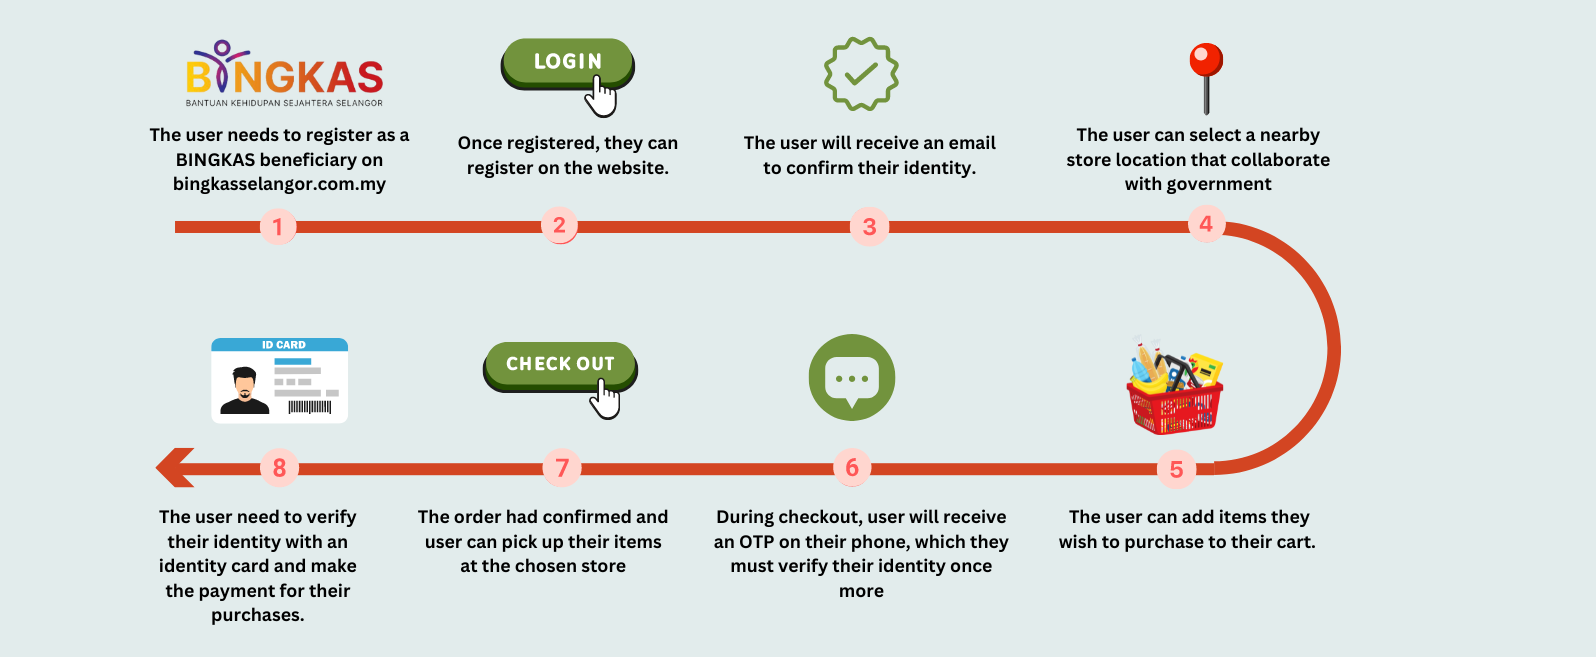 BINGKAS
BANTUAN KEHIDUPAN SEJAHTERA SELANGOR
The user needs to register as a
BINGKAS beneficiary on
bingkasselangor.com.my
1
LOGIN
Once registered, they can
register on the website.
2
The user will receive an email
to confirm their identity.
3
The user can select a nearby
store location that collaborate
with government
4
5
The user can add items they
wish to purchase to their cart.
6
During checkout, user will receive
an OTP on their phone, which they
must verify their identity once
more
CHECK OUT
7
The order had confirmed and
user can pick up their items
at the chosen store
ID CARD
8
The user need to verify
their identity with an
identity card and make
the payment for their
purchases.